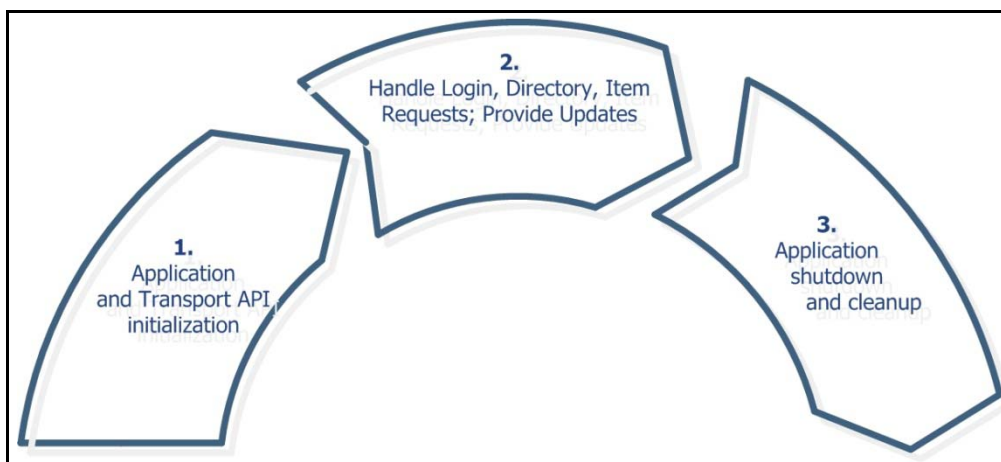 1.
Application
and Transport API
initialization
2.
Handle Login, Directory, Item
Requests; Provide Updates
3.
Application
shutdown
and cleanup